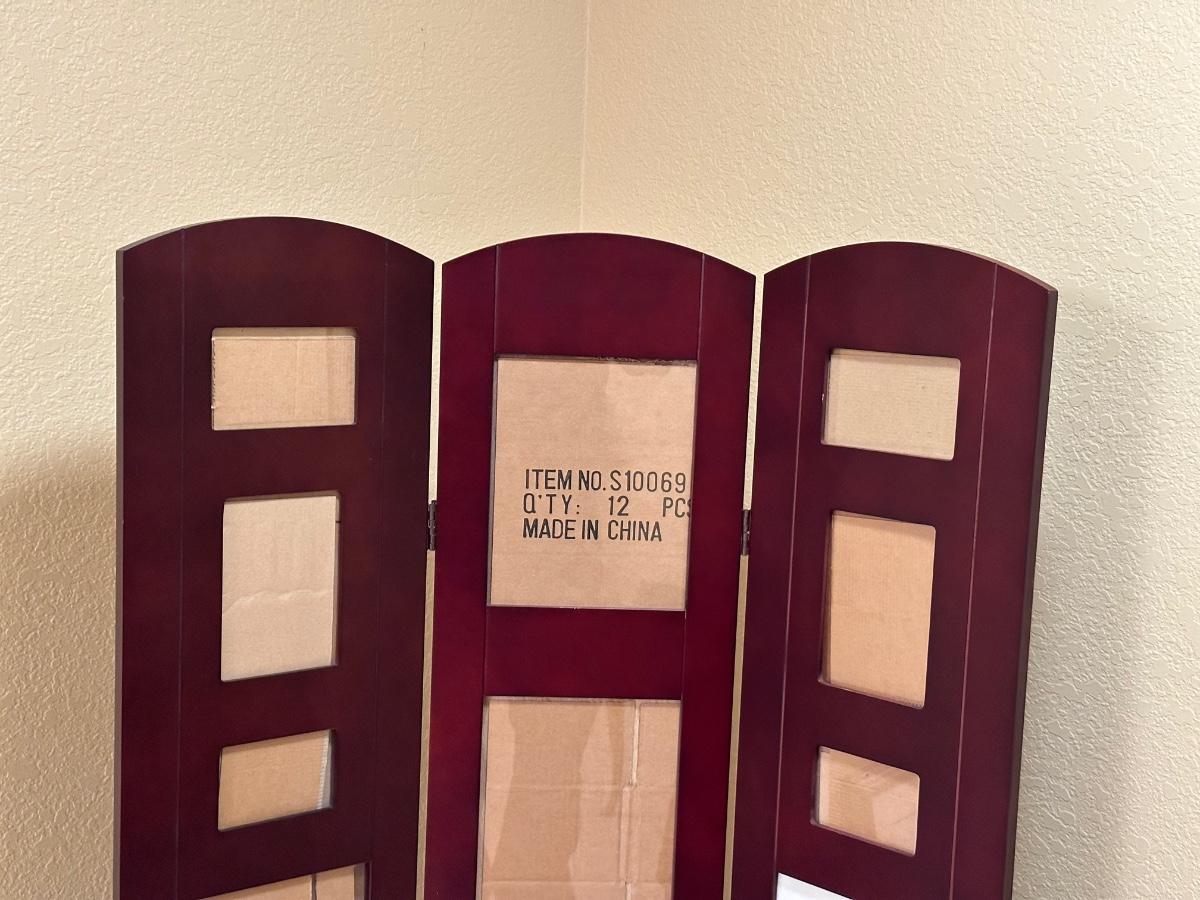 ITEM NO. S10069
Q'TY: 12 PCS
MADE IN CHINA